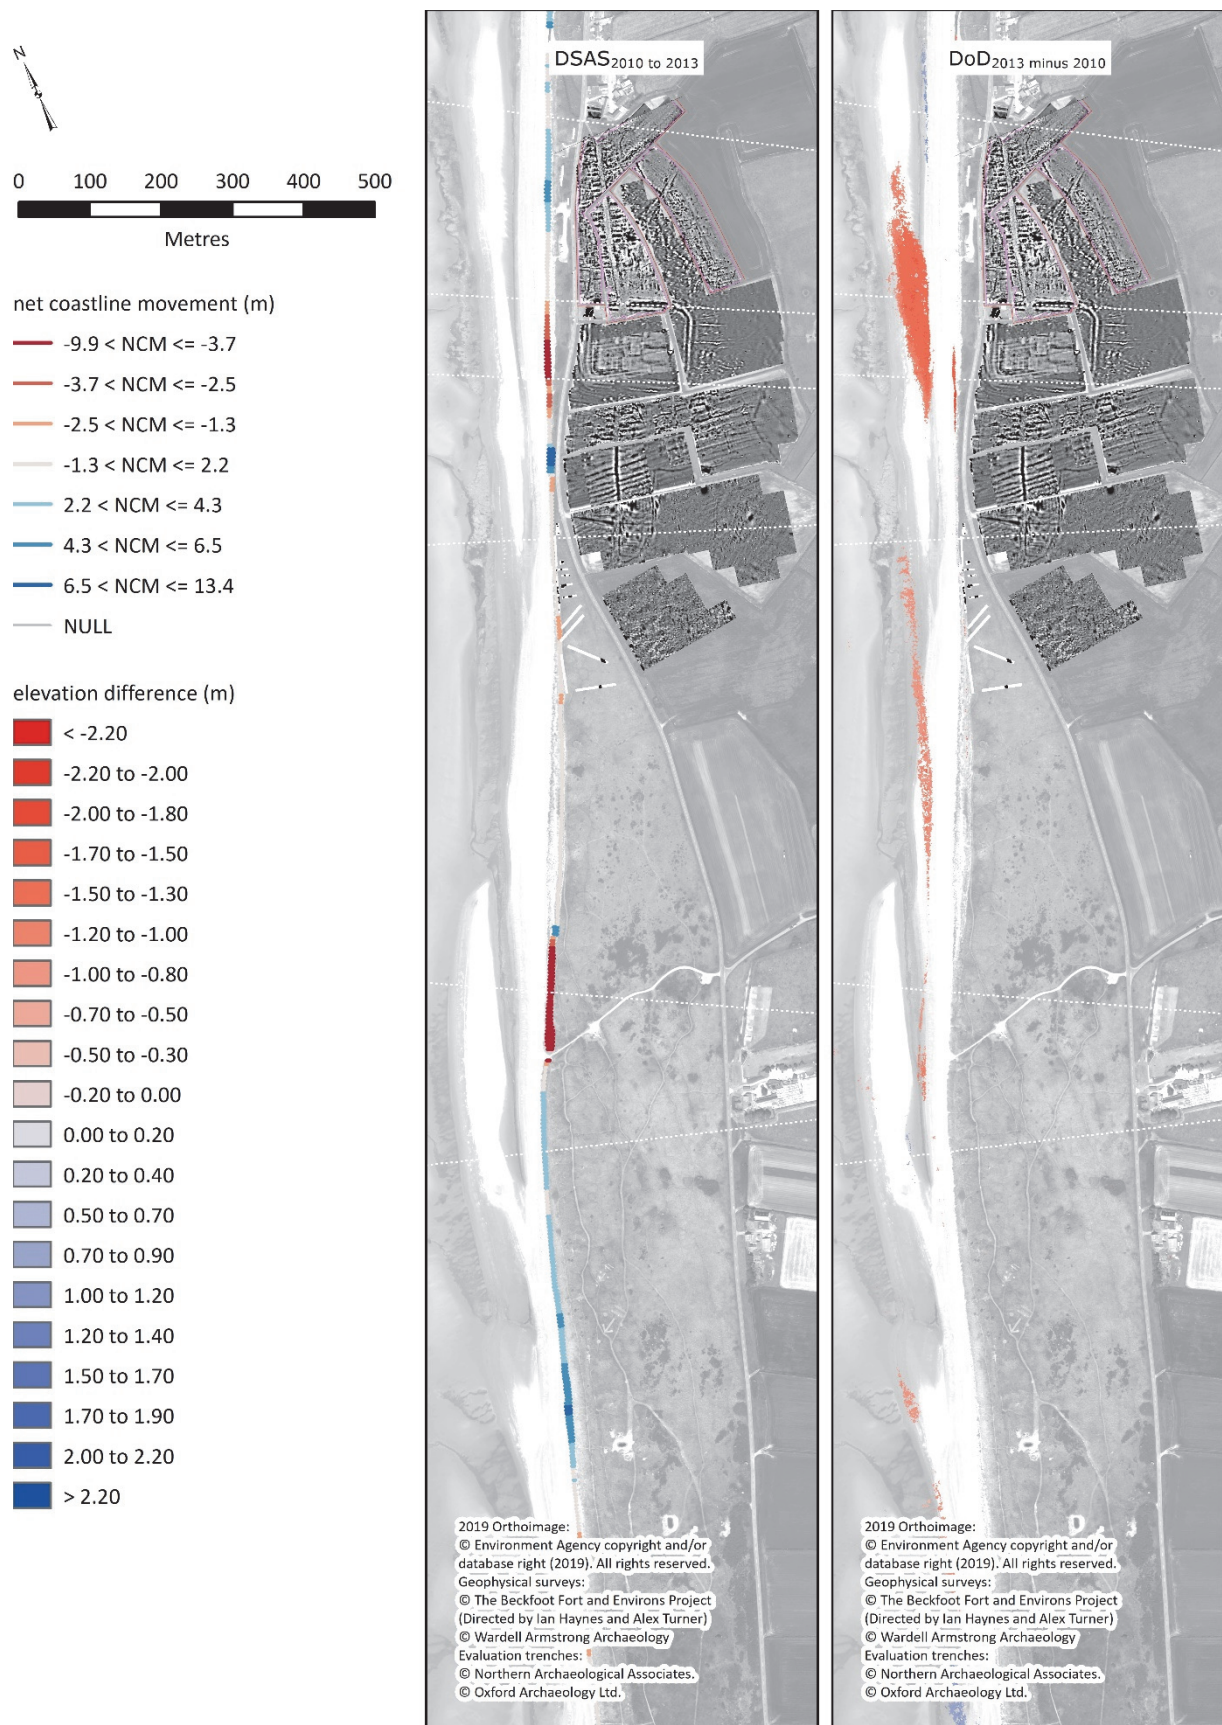 N
0 100 200 300 400 500
Metres
net coastline movement (m)
-9.9 < NCM <= -3.7
-3.7 < NCM <= -2.5
-2.5 < NCM <= -1.3
-1.3 < NCM <= 2.2
2.2 < NCM <= 4.3
4.3 < NCM <= 6.5
6.5 < NCM <= 13.4
NULL
elevation difference (m)
< -2.20
-2.20 to -2.00
-2.00 to -1.80
-1.70 to -1.50
-1.50 to -1.30
-1.20 to -1.00
-1.00 to -0.80
-0.70 to -0.50
-0.50 to -0.30
-0.20 to 0.00
0.00 to 0.20
0.20 to 0.40
0.50 to 0.70
0.70 to 0.90
1.00 to 1.20
1.20 to 1.40
1.50 to 1.70
1.70 to 1.90
2.00 to 2.20
> 2.20
DSAS2010 to 2013
2019 Orthoimage:
© Environment Agency copyright and/or
database right (2019). All rights reserved.
Geophysical surveys:
© The Beckfoot Fort and Environs Project
(Directed by Ian Haynes and Alex Turner)
© Wardell Armstrong Archaeology
Evaluation trenches:
© Northern Archaeological Associates.
© Oxford Archaeology Ltd.
DoD2013 minus 2010
2019 Orthoimage:
© Environment Agency copyright and/or
database right (2019). All rights reserved.
Geophysical surveys:
© The Beckfoot Fort and Environs Project
(Directed by Ian Haynes and Alex Turner)
© Wardell Armstrong Archaeology
Evaluation trenches:
© Northern Archaeological Associates.
© Oxford Archaeology Ltd.